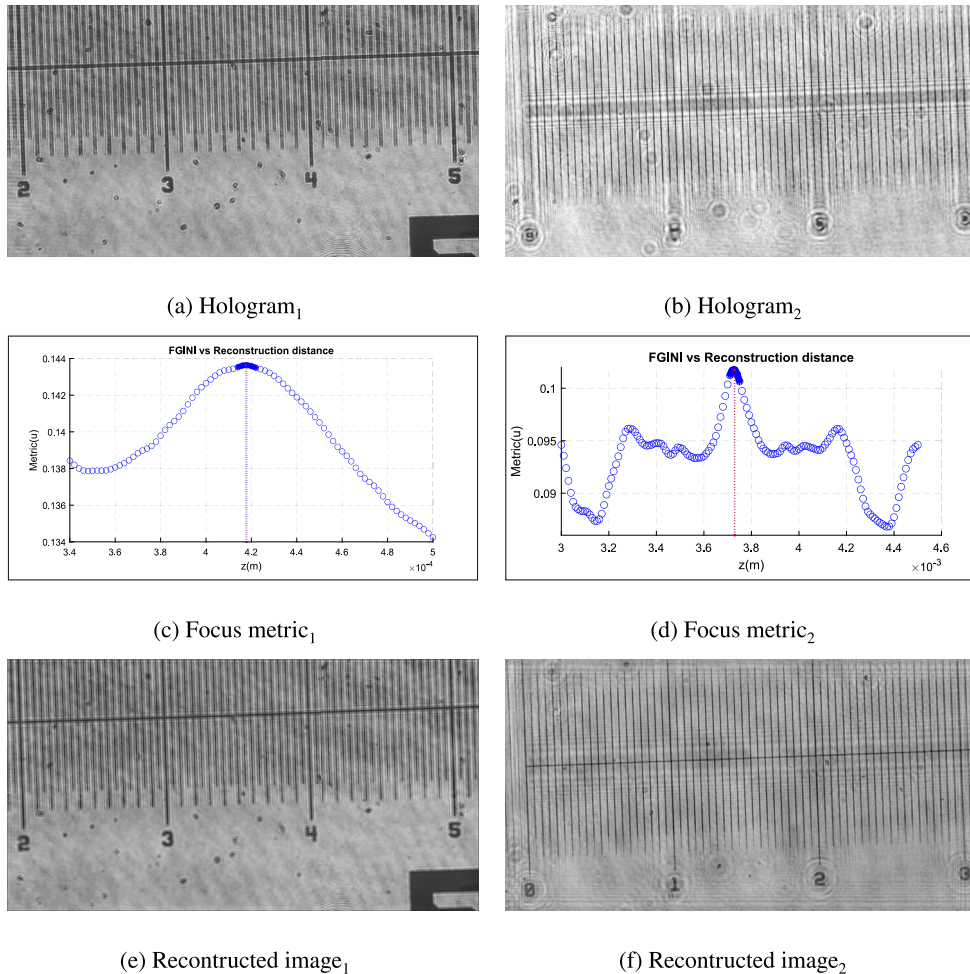 2 3 4 5
(a) Hologram₁ (b) Hologram₂
FGINI vs Reconstruction distance
0.144
0.142
0.14
0.138
0.136
0.134
Metric(u)
3.4 3.6 3.8 4 4.2 4.4 4.6 4.8 5
z(m) ×10⁻⁴
FGINI vs Reconstruction distance
0.1
0.095
0.09
Metric(u)
3 3.2 3.4 3.6 3.8 4 4.2 4.4 4.6
z(m) ×10⁻³
(c) Focus metric₁ (d) Focus metric₂
2 3 4 5
0 1 2 3
(e) Recontructed image₁ (f) Recontructed image₂